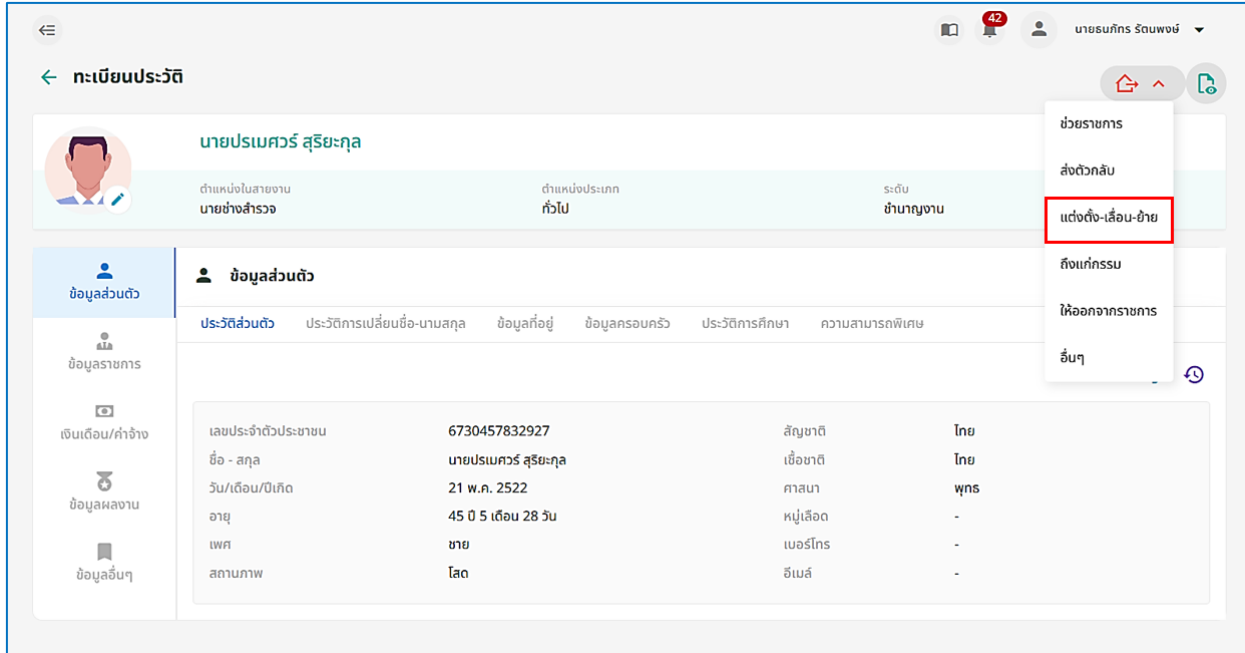 42
นายธนภัทร รัตนพงษ์
ทะเบียนประวัติ
นายปรเมศวร์ สุริยะกุล
ตำแหน่งในสายงาน ตำแหน่งประเภท ระดับ
นายช่างสำรวจ ทั่วไป ชำนาญงาน
ช่วยราชการ
ส่งตัวกลับ
แต่งตั้ง-เลื่อน-ย้าย
ถึงแก่กรรม
ให้ออกจากราชการ
อื่นๆ
ข้อมูลส่วนตัว
ข้อมูลราชการ
เงินเดือน/ค่าจ้าง
ข้อมูลผลงาน
ข้อมูลอื่นๆ
ข้อมูลส่วนตัว
ประวัติส่วนตัว ประวัติการเปลี่ยนชื่อ-นามสกุล ข้อมูลที่อยู่ ข้อมูลครอบครัว ประวัติการศึกษา ความสามารถพิเศษ
เลขประจำตัวประชาชน 6730457832927 สัญชาติ ไทย
ชื่อ - สกุล นายปรเมศวร์ สุริยะกุล เชื้อชาติ ไทย
วัน/เดือน/ปีเกิด 21 พ.ค. 2522 ศาสนา พุทธ
อายุ 45 ปี 5 เดือน 28 วัน หมู่เลือด -
เพศ ชาย เบอร์โทร -
สถานภาพ โสด อีเมล์ -